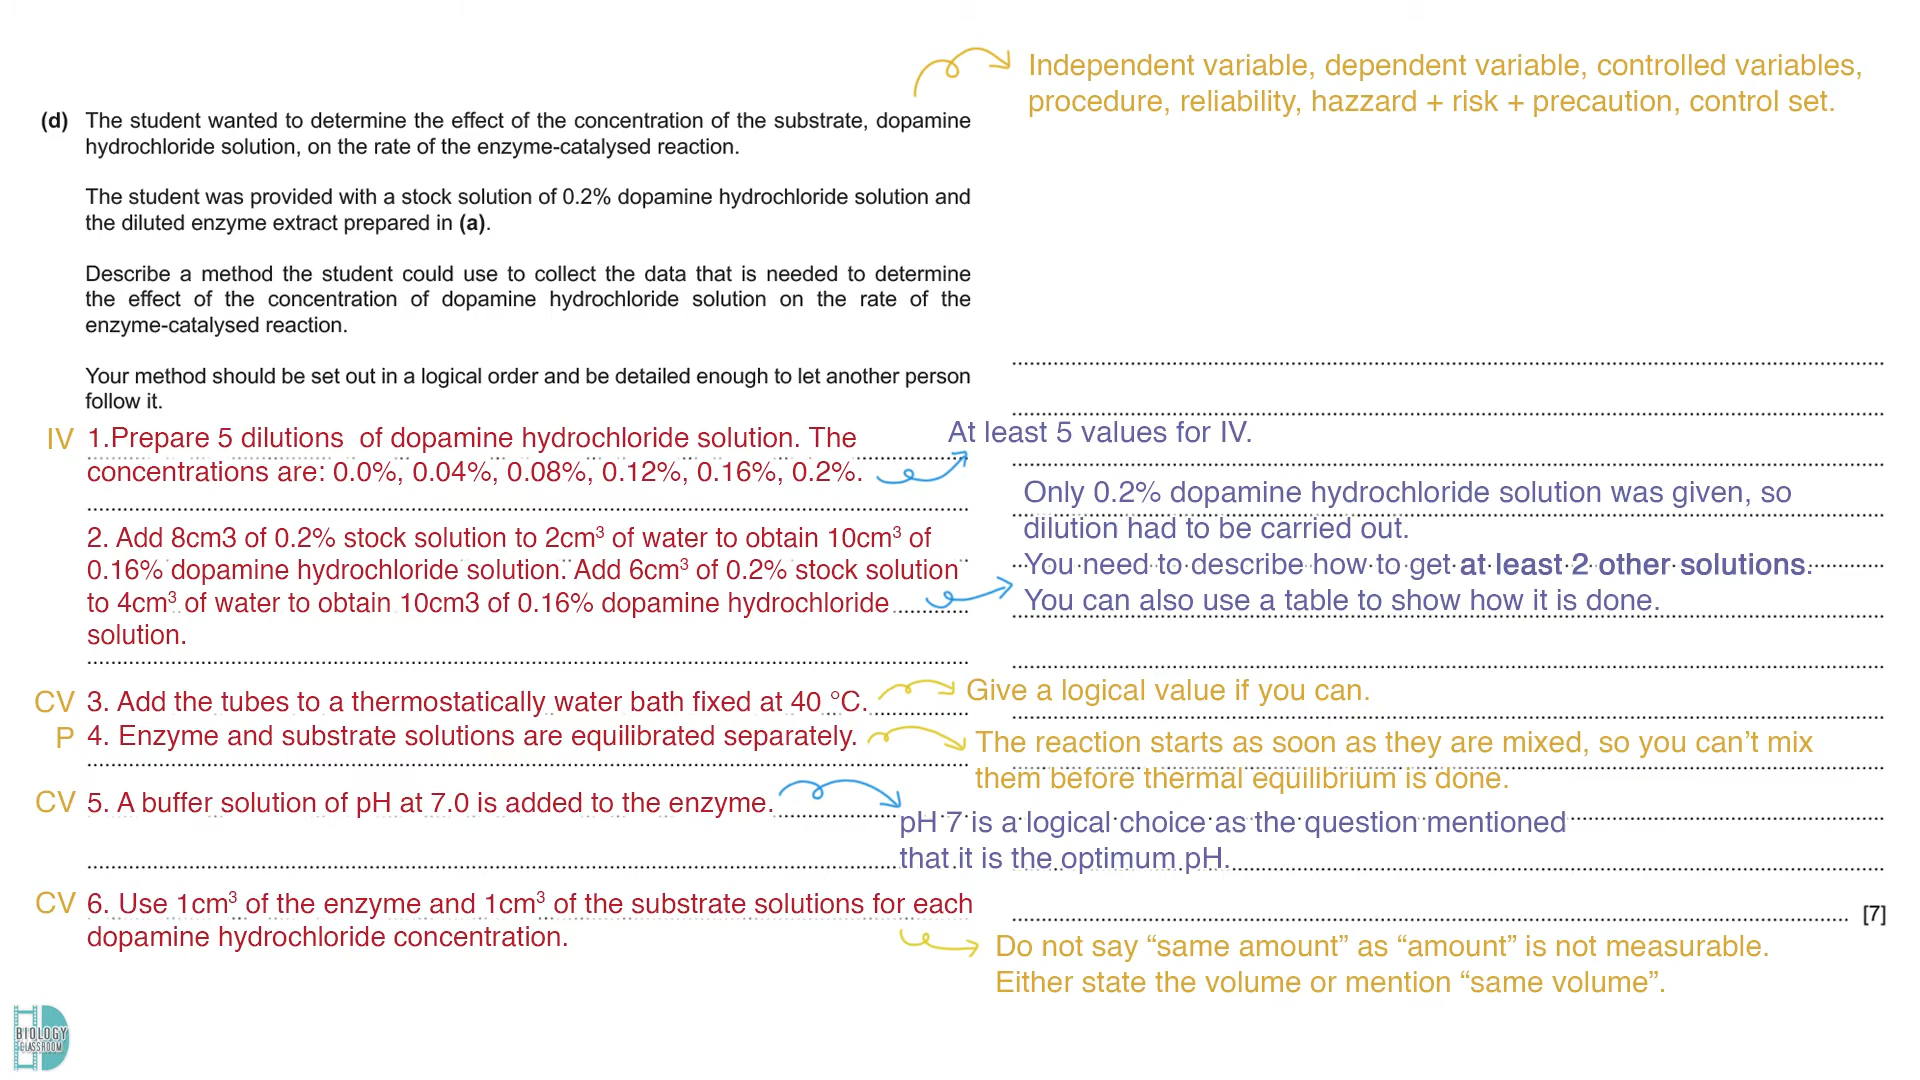 Independent variable, dependent variable, controlled variables,
procedure, reliability, hazzard + risk + precaution, control set.
(d) The student wanted to determine the effect of the concentration of the substrate, dopamine
hydrochloride solution, on the rate of the enzyme-catalysed reaction.
The student was provided with a stock solution of 0.2% dopamine hydrochloride solution and
the diluted enzyme extract prepared in (a).
Describe a method the student could use to collect the data that is needed to determine
the effect of the concentration of dopamine hydrochloride solution on the rate of the
enzyme-catalysed reaction.
Your method should be set out in a logical order and be detailed enough to let another person
follow it.
IV 1.Prepare 5 dilutions of dopamine hydrochloride solution. The
concentrations are: 0.0%, 0.04%, 0.08%, 0.12%, 0.16%, 0.2%.
At least 5 values for IV.
2. Add 8cm3 of 0.2% stock solution to 2cm³ of water to obtain 10cm³ of
0.16% dopamine hydrochloride solution. Add 6cm³ of 0.2% stock solution
to 4cm³ of water to obtain 10cm3 of 0.16% dopamine hydrochloride
solution.
Only 0.2% dopamine hydrochloride solution was given, so
dilution had to be carried out.
You need to describe how to get at least 2 other solutions.
You can also use a table to show how it is done.
CV 3. Add the tubes to a thermostatically water bath fixed at 40 °C.
Give a logical value if you can.
P 4. Enzyme and substrate solutions are equilibrated separately.
The reaction starts as soon as they are mixed, so you can’t mix
them before thermal equilibrium is done.
CV 5. A buffer solution of pH at 7.0 is added to the enzyme.
pH 7 is a logical choice as the question mentioned
that it is the optimum pH.
CV 6. Use 1cm³ of the enzyme and 1cm³ of the substrate solutions for each
dopamine hydrochloride concentration.
[7]
Do not say “same amount” as “amount” is not measurable.
Either state the volume or mention “same volume”.
BIOLOGY
CLASSROOM